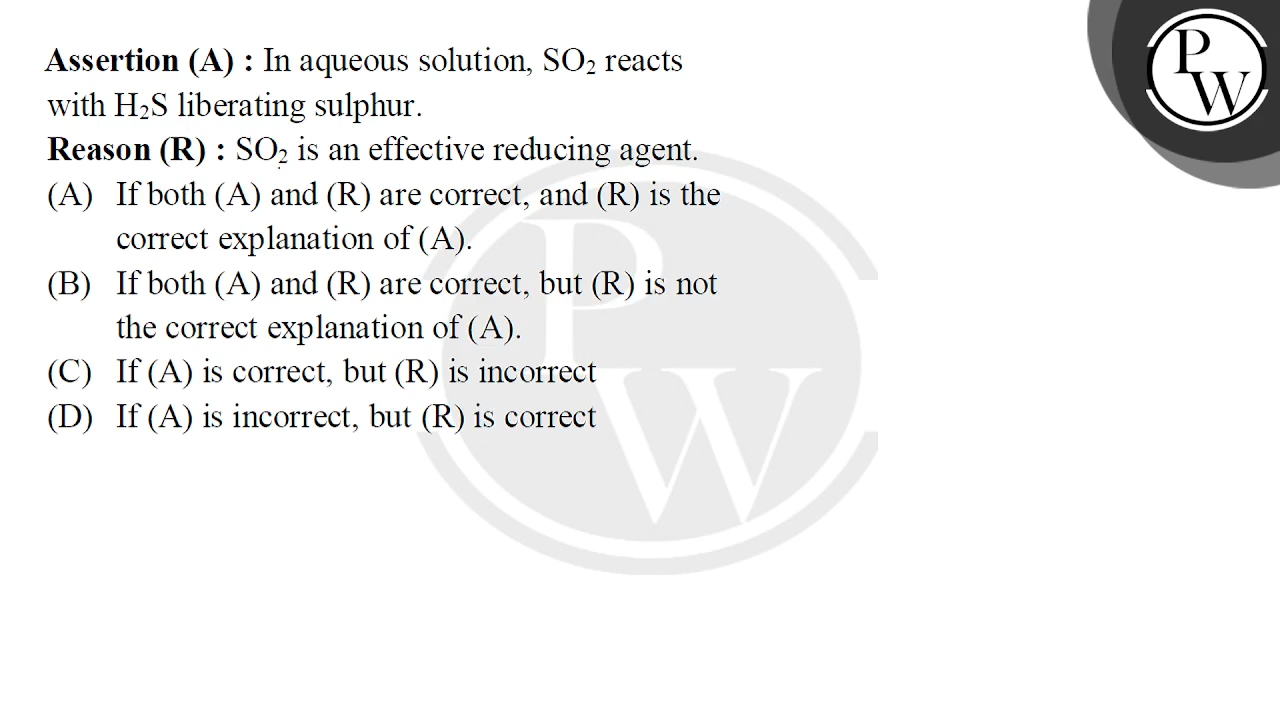 Assertion (A) : In aqueous solution, SO₂ reacts
with H₂S liberating sulphur.
Reason (R) : SO₂ is an effective reducing agent.
(A) If both (A) and (R) are correct, and (R) is the
correct explanation of (A).
(B) If both (A) and (R) are correct, but (R) is not
the correct explanation of (A).
(C) If (A) is correct, but (R) is incorrect
(D) If (A) is incorrect, but (R) is correct
P
W
P
W